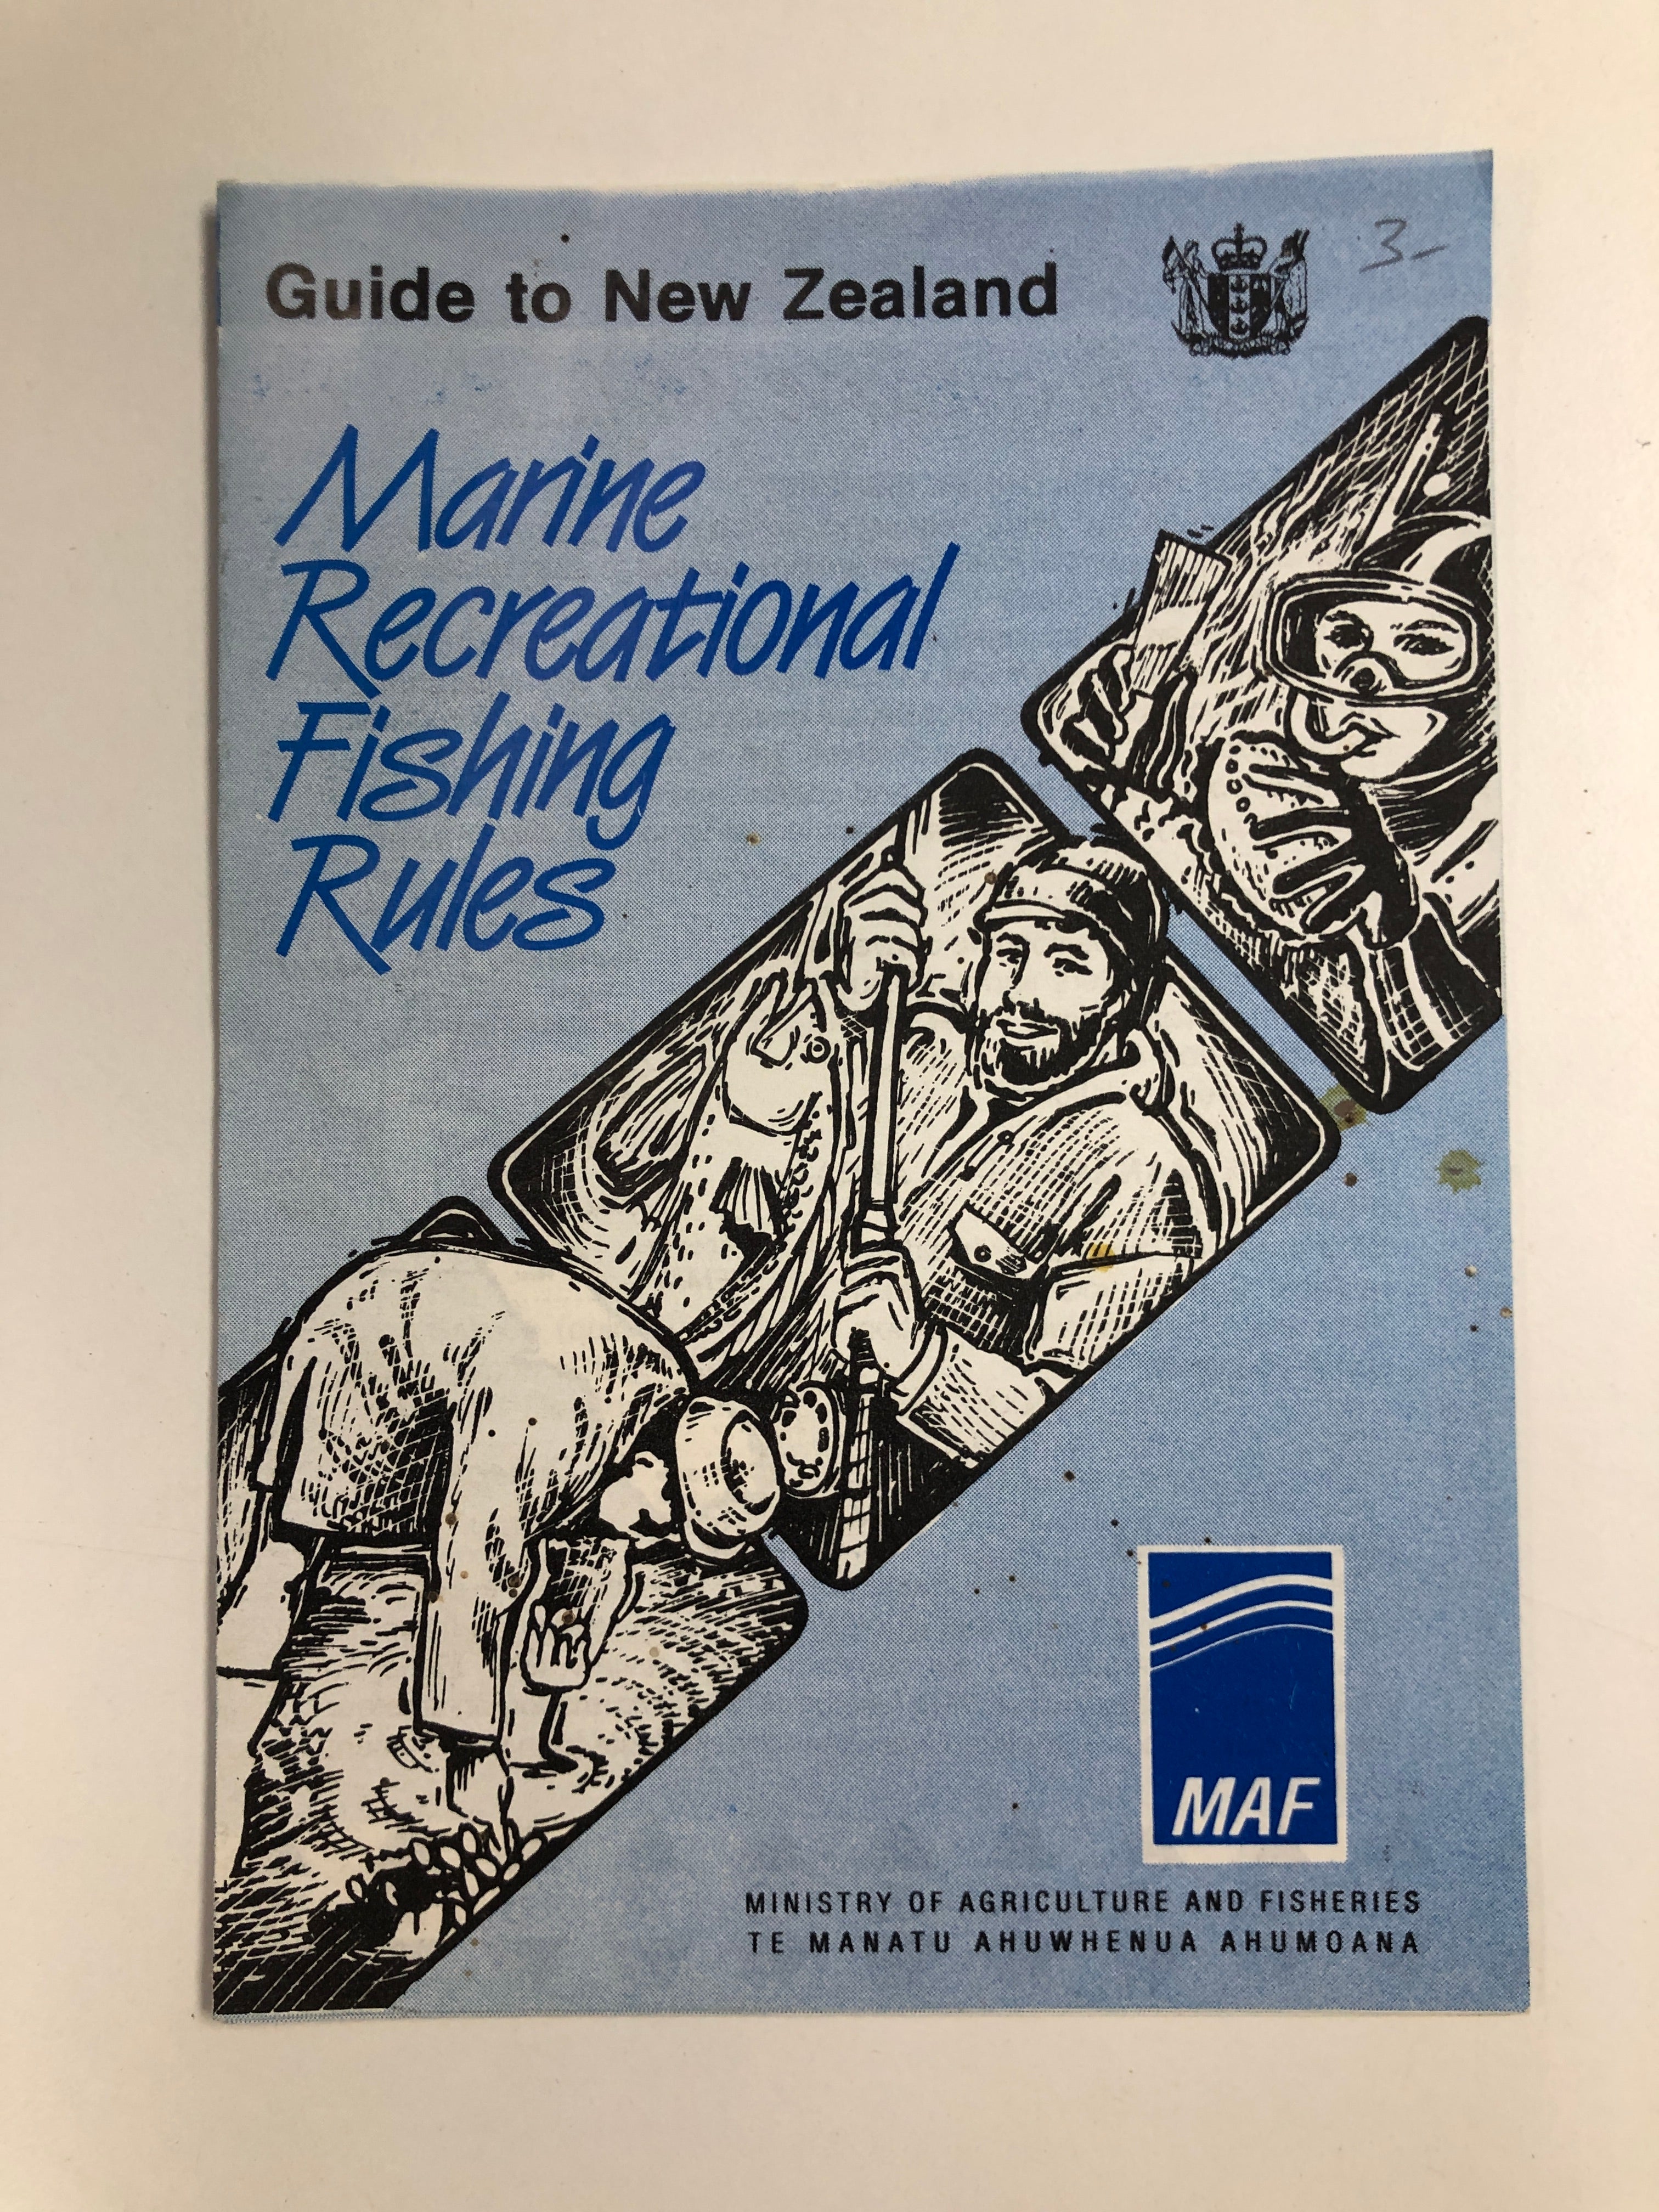 Guide to New Zealand
3-
Marine
Recreational
Fishing
Rules
MAF
MINISTRY OF AGRICULTURE AND FISHERIES
TE MANATU AHUWHENUA AHUMOANA